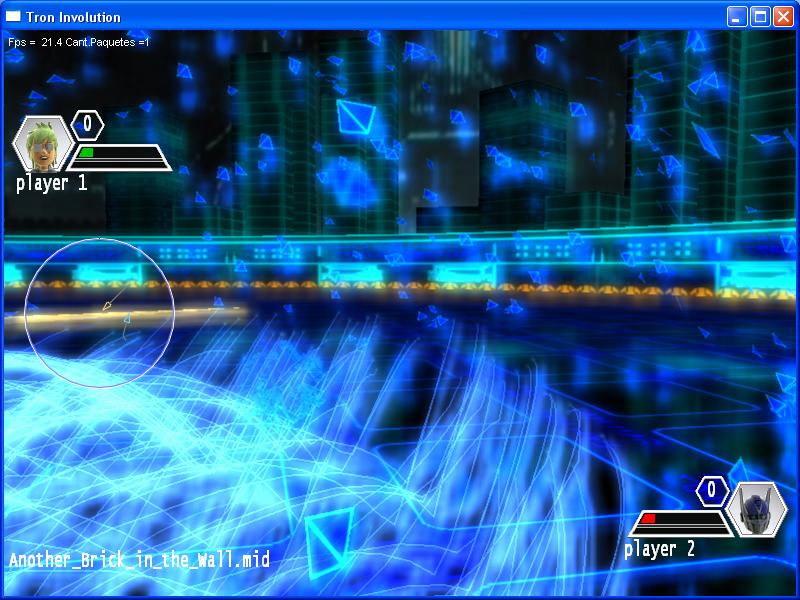 Tron Involution
Fps = 21.4 Cant.Paquetes =1
0
player 1
0
player 2
Another_Brick_in_the_Wall.mid